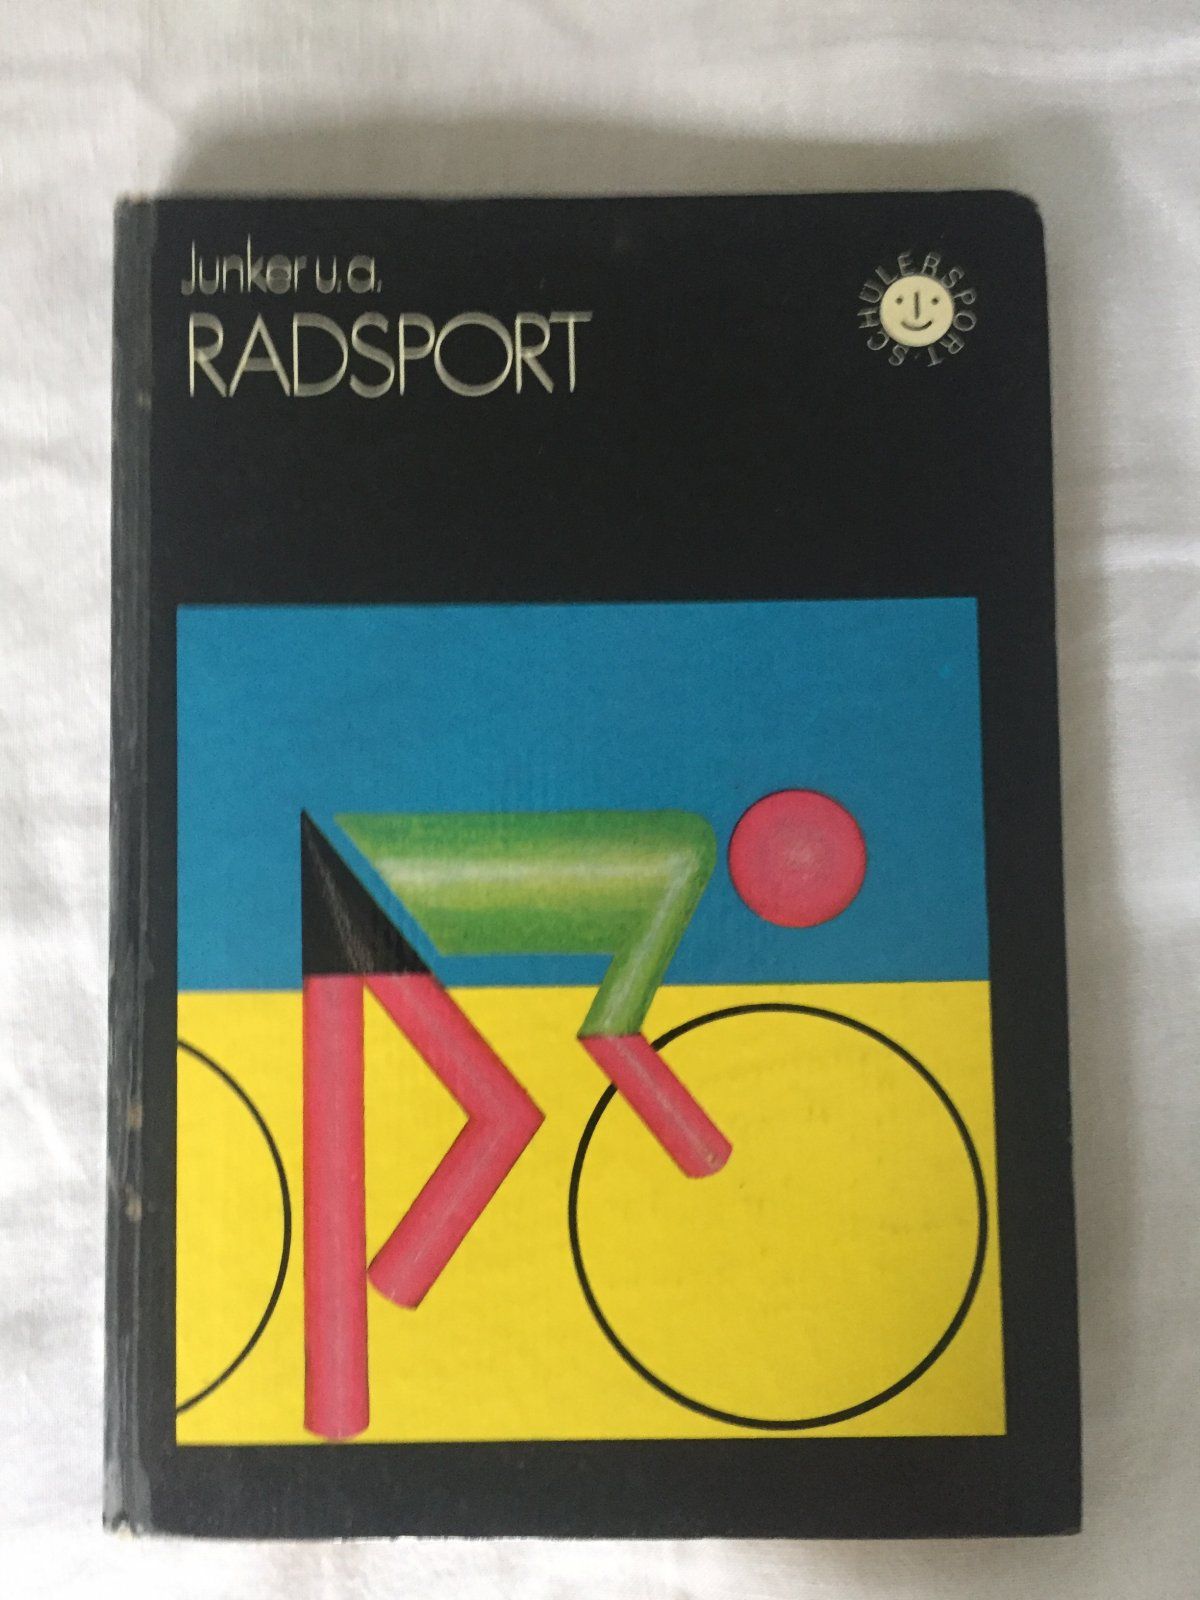 Junker u. a.
RADSPORT
SCHÜLERSPORT